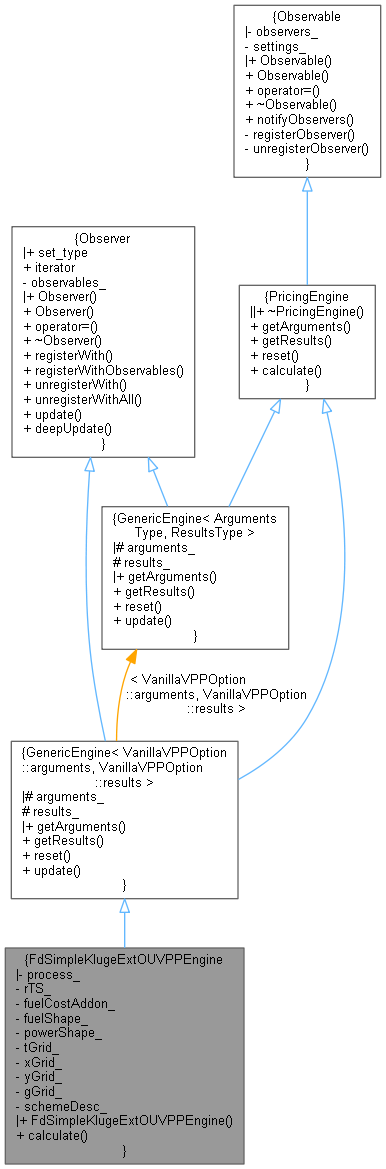 {Observable
|- observers_
- settings_
|+ Observable()
+ Observable()
+ operator=()
+ ~Observable()
+ notifyObservers()
- registerObserver()
- unregisterObserver()
}
{Observer
|+ set_type
+ iterator
- observables_
|+ Observer()
+ Observer()
+ operator=()
+ ~Observer()
+ registerWith()
+ registerWithObservables()
+ unregisterWith()
+ unregisterWithAll()
+ update()
+ deepUpdate()
}
{PricingEngine
||+ ~PricingEngine()
+ getArguments()
+ getResults()
+ reset()
+ calculate()
}
{GenericEngine< Arguments
Type, ResultsType >
|# arguments_
# results_
|+ getArguments()
+ getResults()
+ reset()
+ update()
}
< VanillaVPPOption
::arguments, VanillaVPPOption
::results >
{GenericEngine< VanillaVPPOption
::arguments, VanillaVPPOption
::results >
|# arguments_
# results_
|+ getArguments()
+ getResults()
+ reset()
+ update()
}
{FdSimpleKlugeExtOUVPPEngine
|- process_
- rTS_
- fuelCostAddon_
- fuelShape_
- powerShape_
- tGrid_
- xGrid_
- yGrid_
- gGrid_
- schemeDesc_
|+ FdSimpleKlugeExtOUVPPEngine()
+ calculate()
}